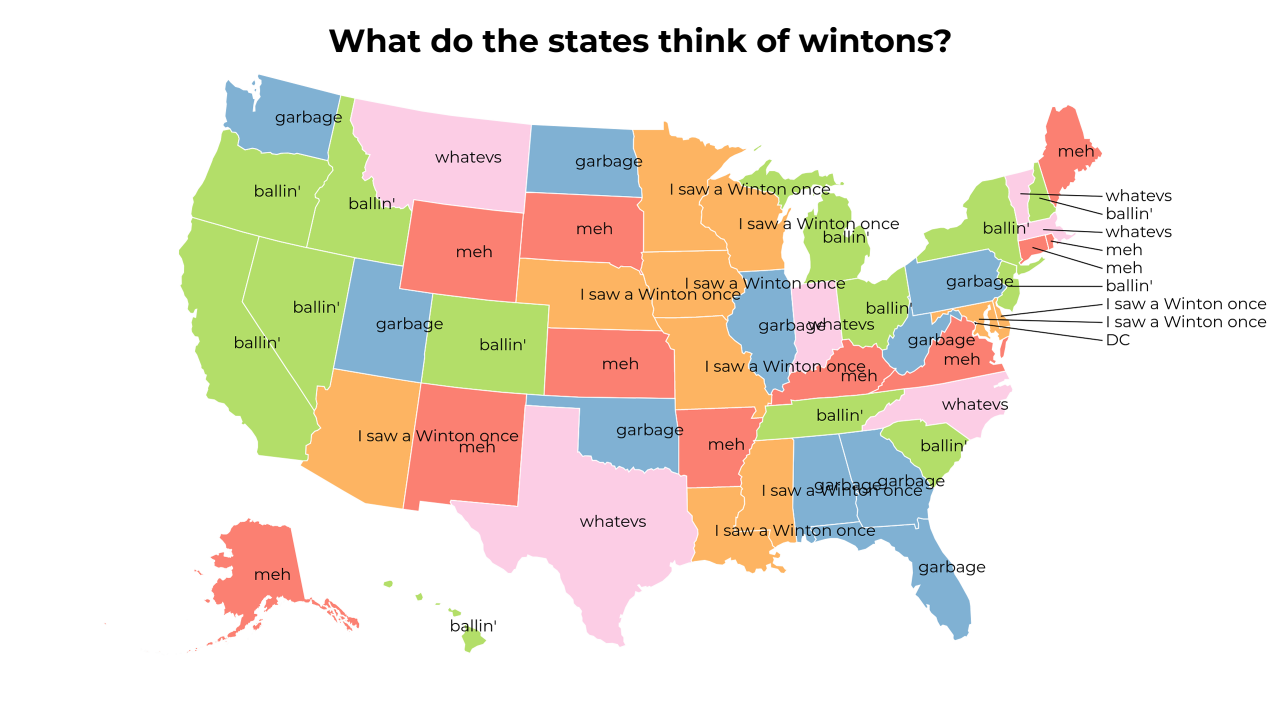 What do the states think of wintons?
garbage
whatevs
garbage
meh
I saw a Winton once
ballin'
ballin'
meh
I saw a Winton once
ballin'
meh
ballin'
whatevs
ballin'
whatevs
meh
meh
ballin'
I saw a Winton once
I saw a Winton once
DC
ballin'
garbage
I saw a Winton once
I saw a Winton once
ballin'
ballin'
garbage
garbage
whatevs
ballin'
garbage
ballin'
ballin'
meh
I saw a Winton once
meh
meh
whatevs
ballin'
I saw a Winton once
meh
garbage
meh
ballin'
garbage
garbage
I saw a Winton once
whatevs
I saw a Winton once
garbage
meh
ballin'